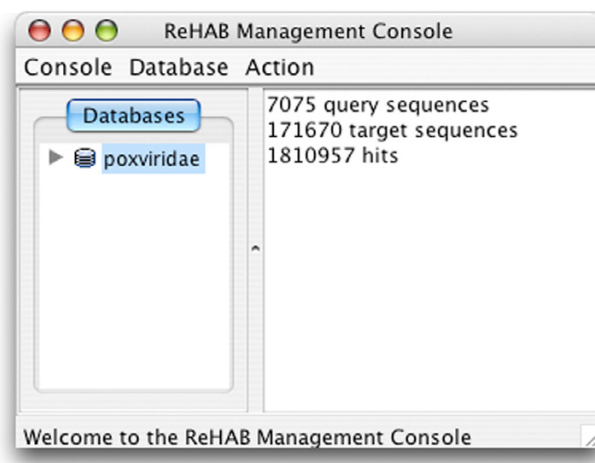 ReHAB Management Console
Console Database Action
Databases
poxviridae
7075 query sequences
171670 target sequences
1810957 hits
Welcome to the ReHAB Management Console